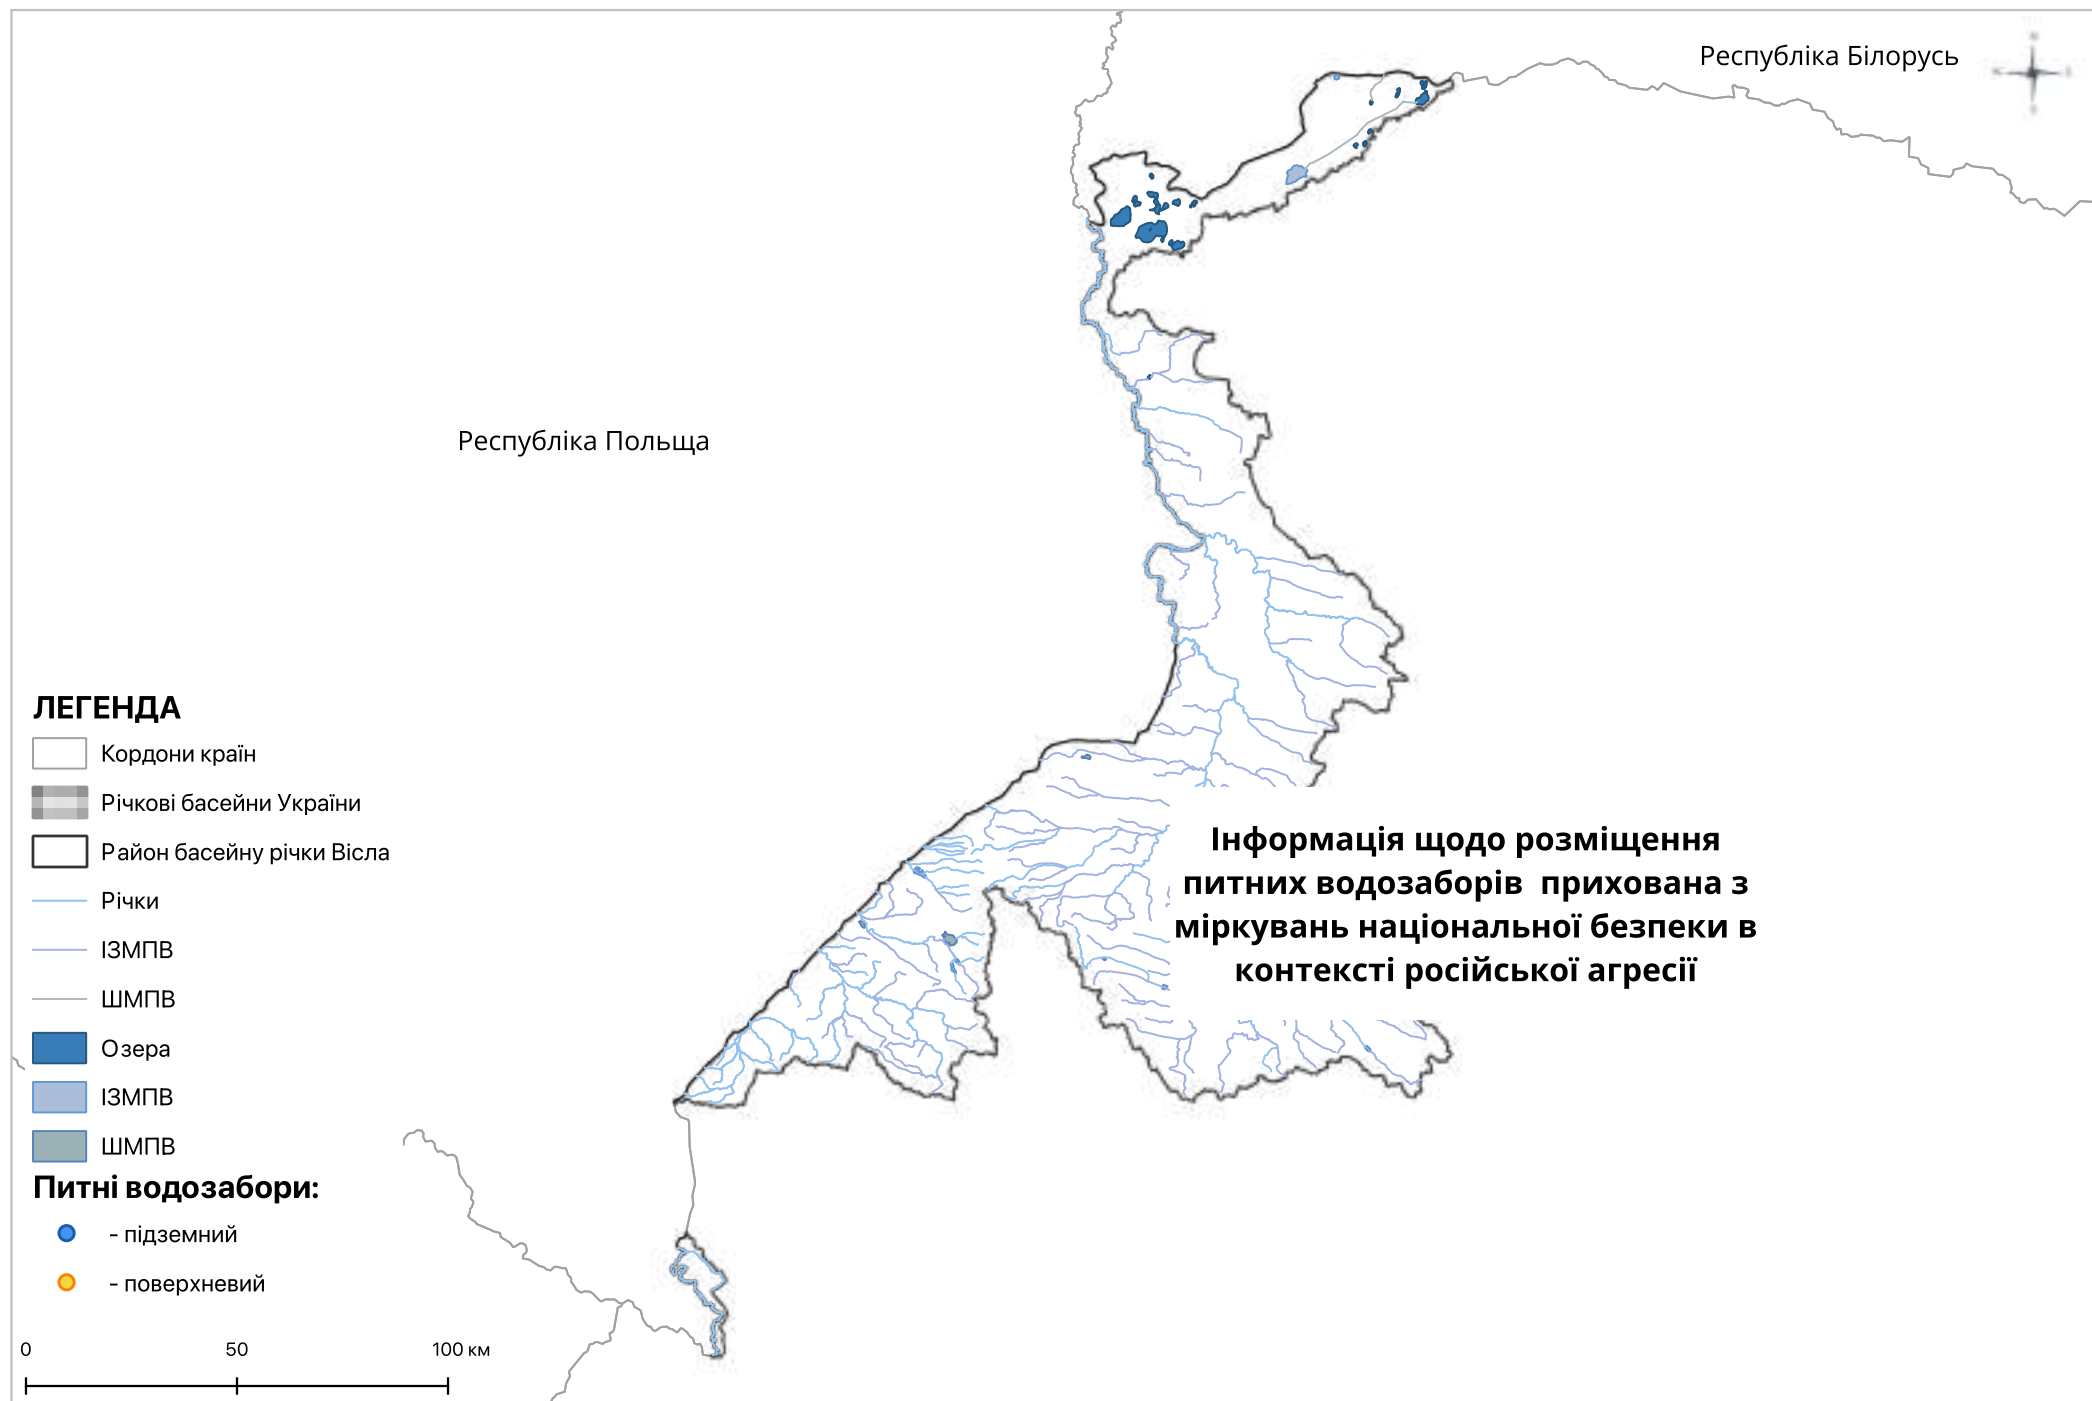 Республіка Білорусь
Республіка Польща
ЛЕГЕНДА
Кордони країн
Річкові басейни України
Район басейну річки Вісла
Річки
ІЗМПВ
ШМПВ
Озера
ІЗМПВ
ШМПВ
Питні водозабори:
- підземний
- поверхневий
0 50 100 км
Інформація щодо розміщення
питних водозаборів прихована з
міркувань національної безпеки в
контексті російської агресії